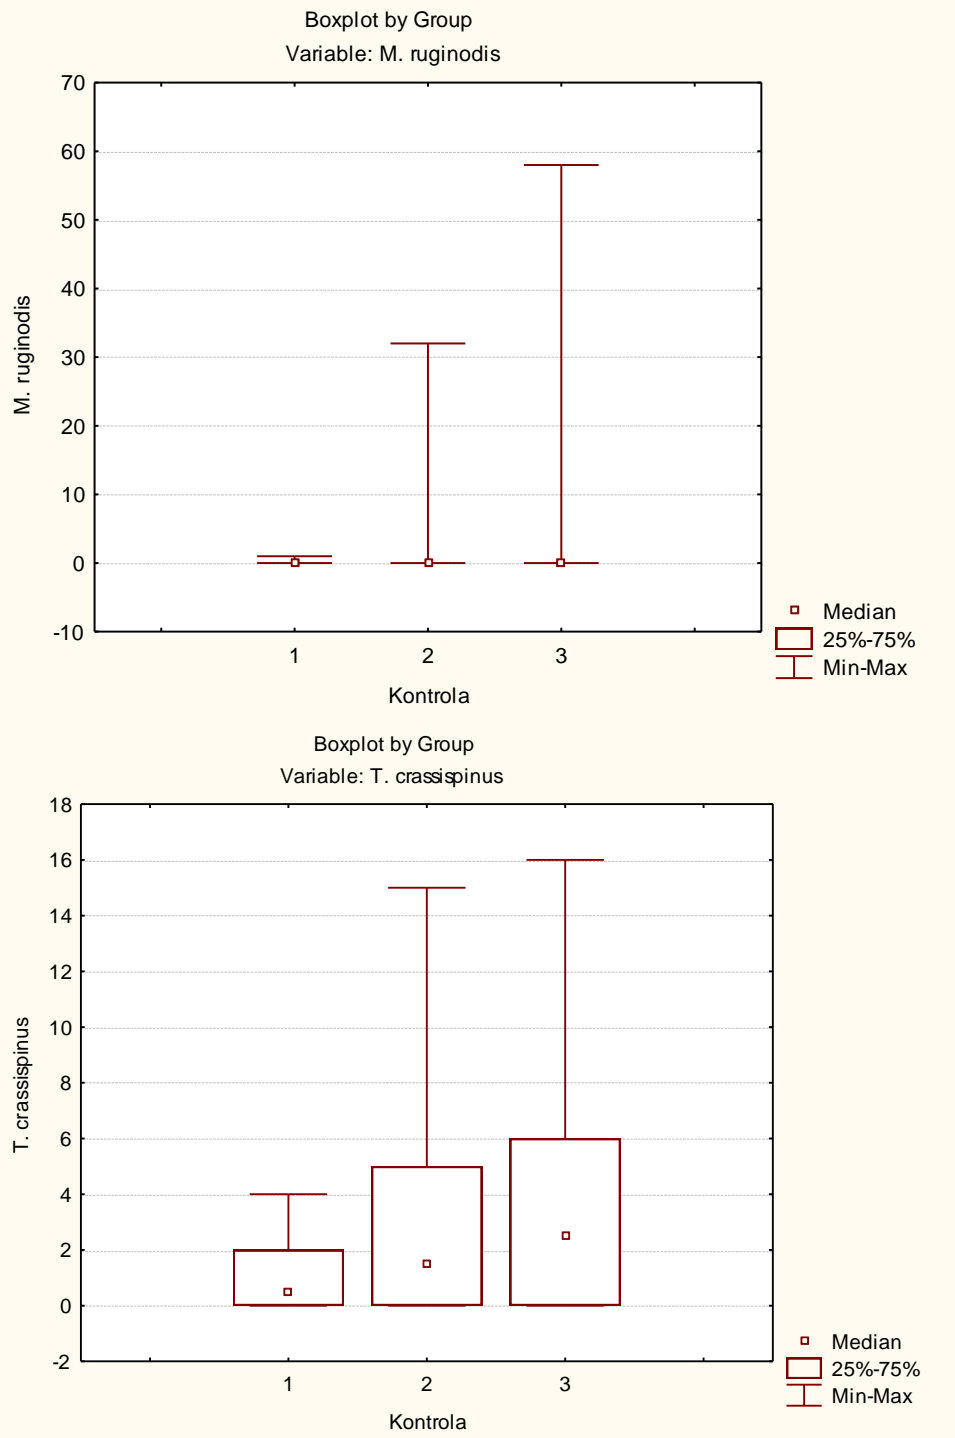 Boxplot by Group
Variable: M. ruginodis
70
60
50
40
30
20
10
0
-10
M. ruginodis
1 2 3
Kontrola
Median
25%-75%
Min-Max
Boxplot by Group
Variable: T. crassispinus
18
16
14
12
10
8
6
4
2
0
-2
T. crassispinus
1 2 3
Kontrola
Median
25%-75%
Min-Max